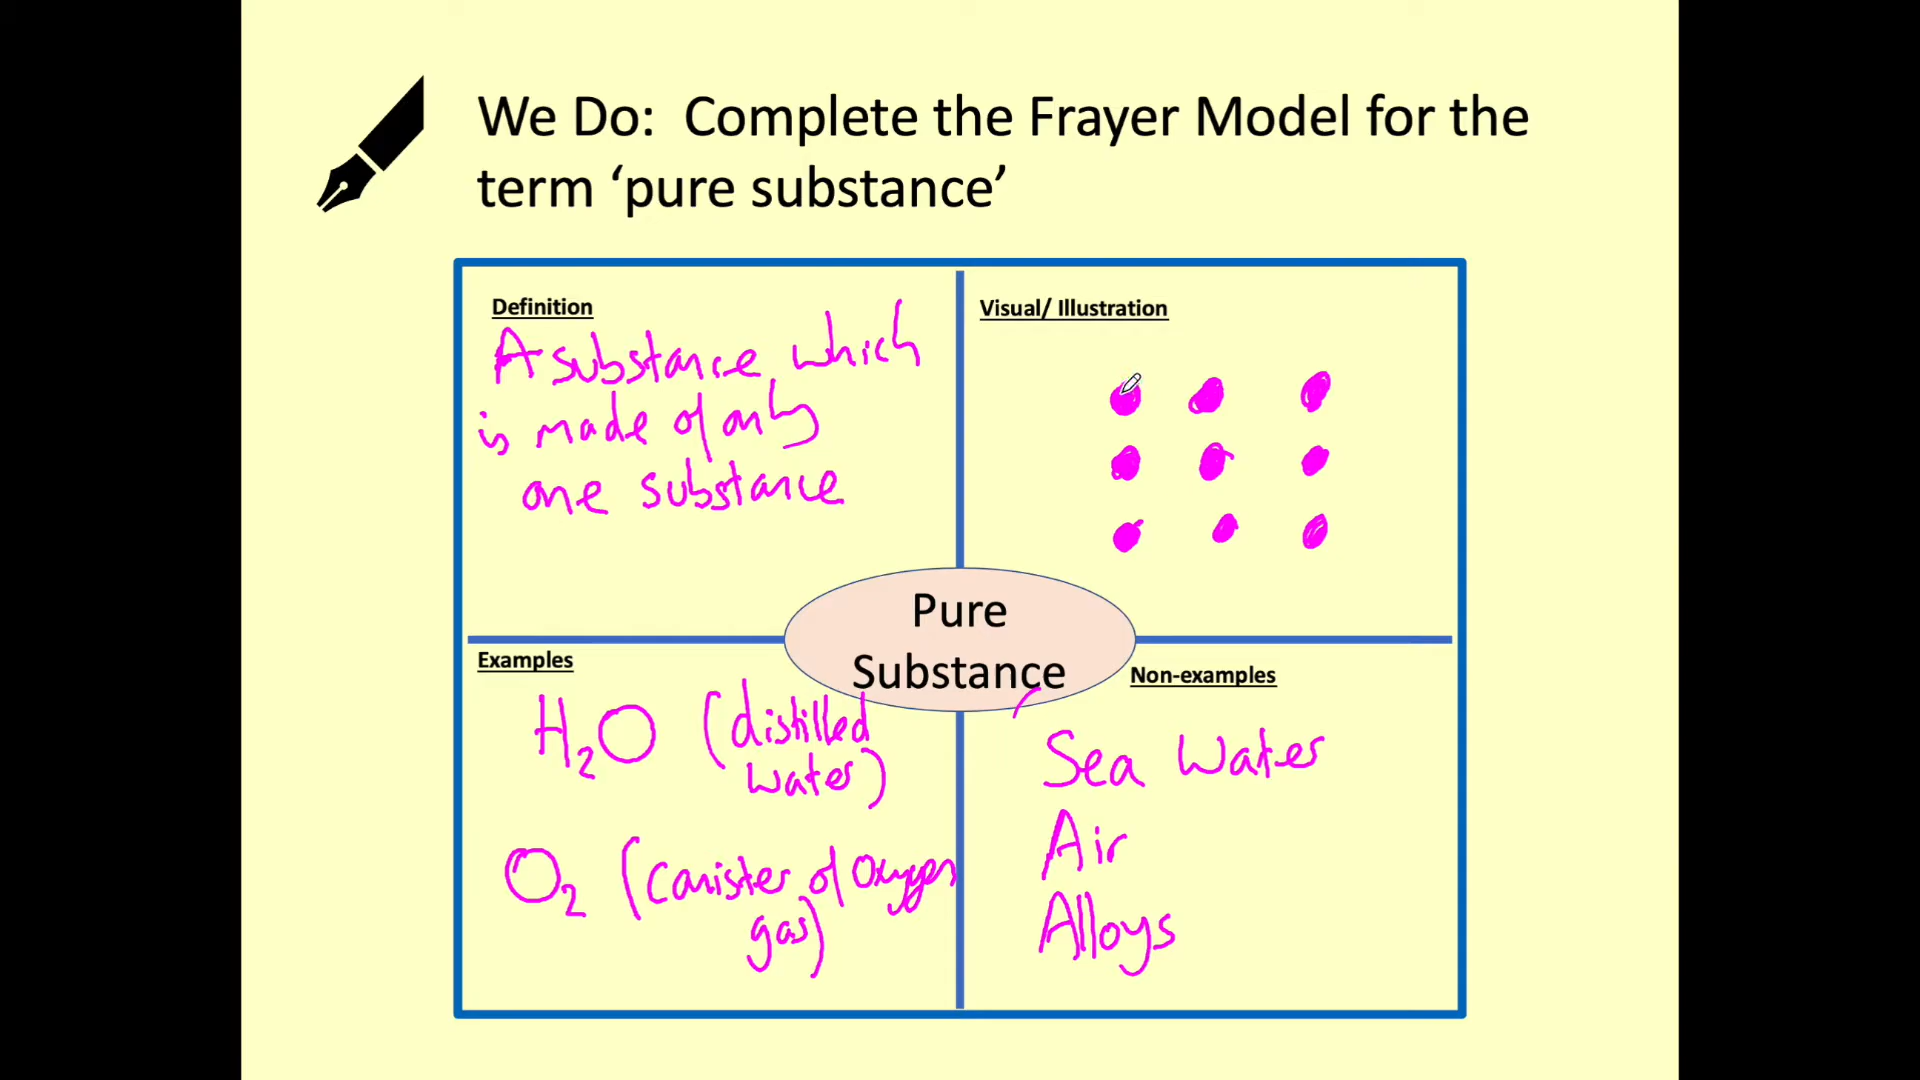 We Do:  Complete the Frayer Model for the
term ‘pure substance’
Definition
A substance which
is made of only
one substance
Visual/ Illustration
Pure
Substance
Examples
H₂O (distilled
water)
O₂ (canister of oxygen
gas)
Non-examples
Sea Water
Air
Alloys